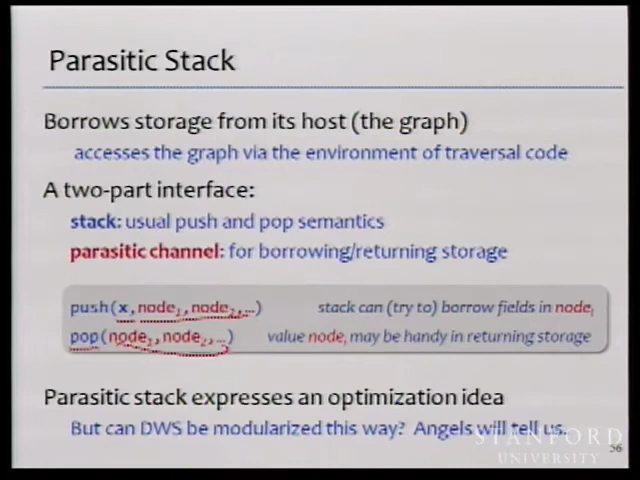 Parasitic Stack
Borrows storage from its host (the graph)
accesses the graph via the environment of traversal code
A two-part interface:
stack: usual push and pop semantics
parasitic channel: for borrowing/returning storage
push(x,node₁,node₂,…) stack can (try to) borrow fields in nodeᵢ
pop(node₁,node₂,…) value nodeᵢ may be handy in returning storage
Parasitic stack expresses an optimization idea
But can DWS be modularized this way? Angels will tell us.
STANFORD
UNIVERSITY
36